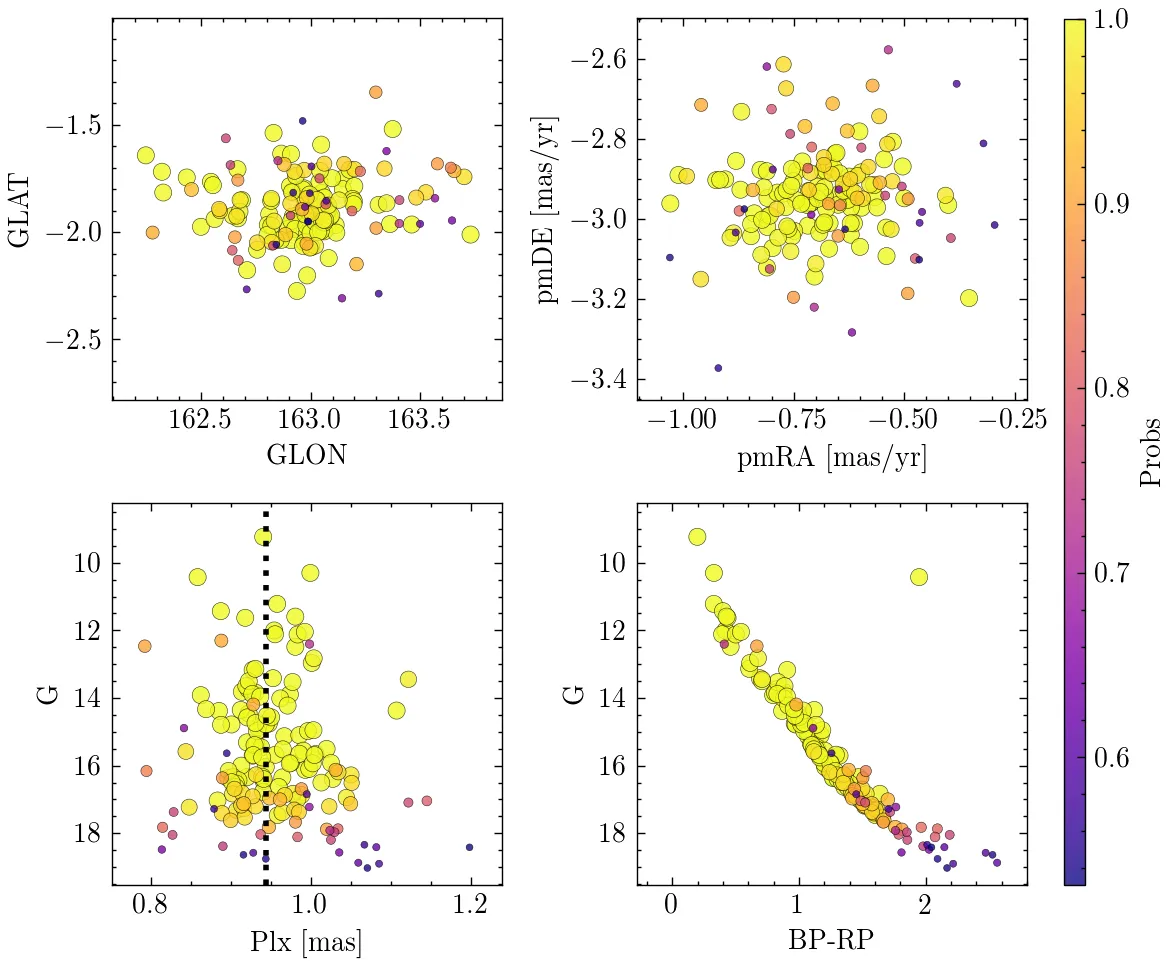 −1.5
−2.0
−2.5
GLAT
162.5 163.0 163.5
GLON
−2.6
−2.8
−3.0
−3.2
−3.4
pmDE [mas/yr]
−1.00 −0.75 −0.50 −0.25
pmRA [mas/yr]
10
12
14
16
18
G
0.8 1.0 1.2
Plx [mas]
10
12
14
16
18
G
0 1 2
BP-RP
1.0
0.9
0.8
0.7
0.6
Probs